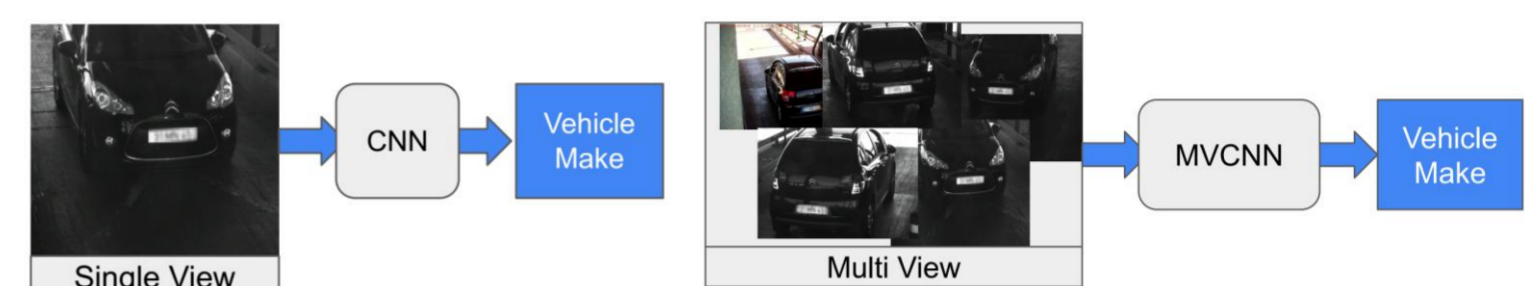 Single View
CNN
Vehicle
Make
Multi View
MVCNN
Vehicle
Make